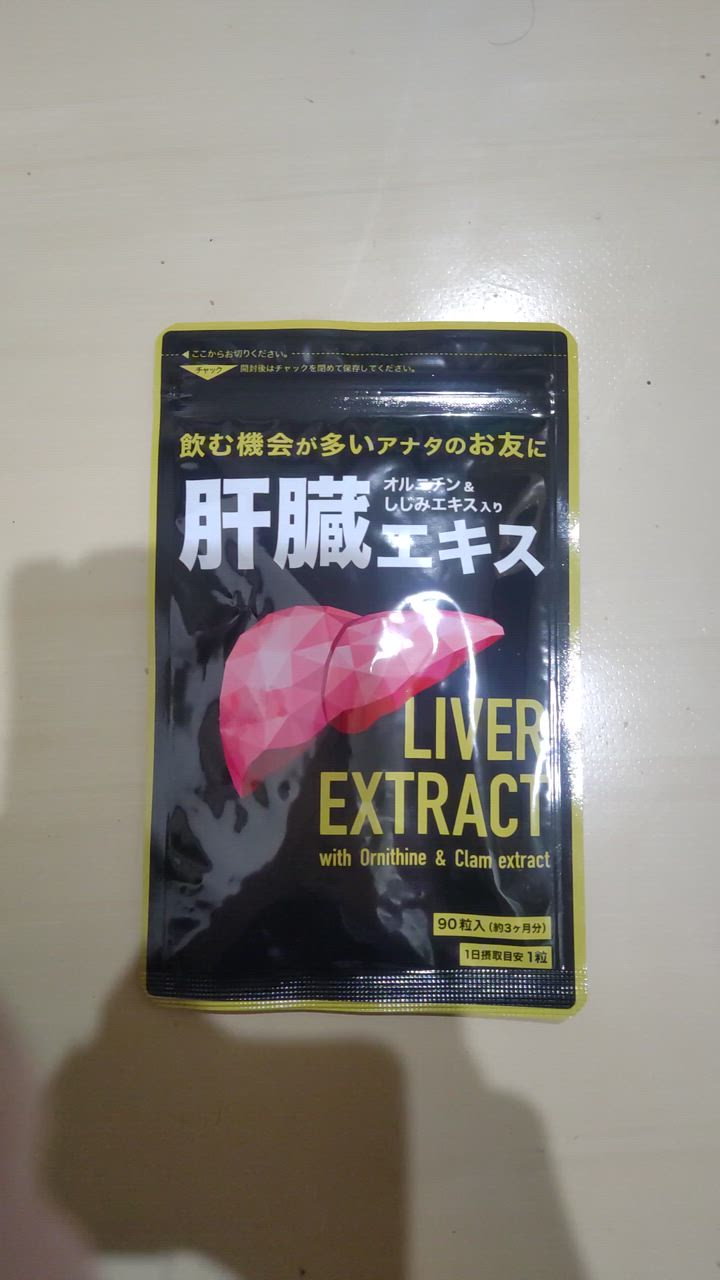 ◀ここからお切りください。
チャック 開封後はチャックを閉めて保存してください。
飲む機会が多いアナタのお友に
オルニチン&
しじみエキス入り
肝臓エキス
LIVER
EXTRACT
with Ornithine & Clam extract
90粒入(約3ヶ月分)
1日摂取目安 1粒